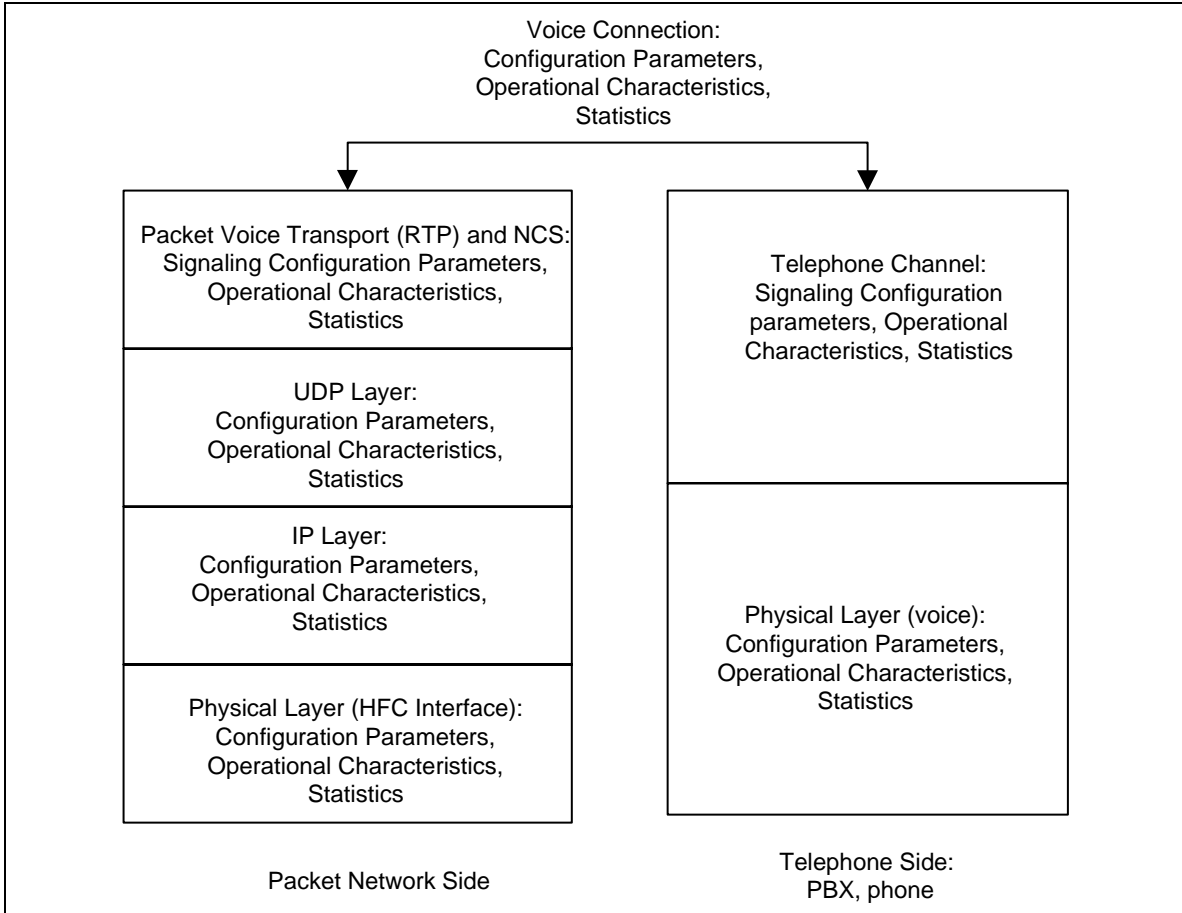 Voice Connection:
Configuration Parameters,
Operational Characteristics,
Statistics
Packet Voice Transport (RTP) and NCS:
Signaling Configuration Parameters,
Operational Characteristics,
Statistics
UDP Layer:
Configuration Parameters,
Operational Characteristics,
Statistics
IP Layer:
Configuration Parameters,
Operational Characteristics,
Statistics
Physical Layer (HFC Interface):
Configuration Parameters,
Operational Characteristics,
Statistics
Packet Network Side
Telephone Channel:
Signaling Configuration
parameters, Operational
Characteristics, Statistics
Physical Layer (voice):
Configuration Parameters,
Operational Characteristics,
Statistics
Telephone Side:
PBX, phone